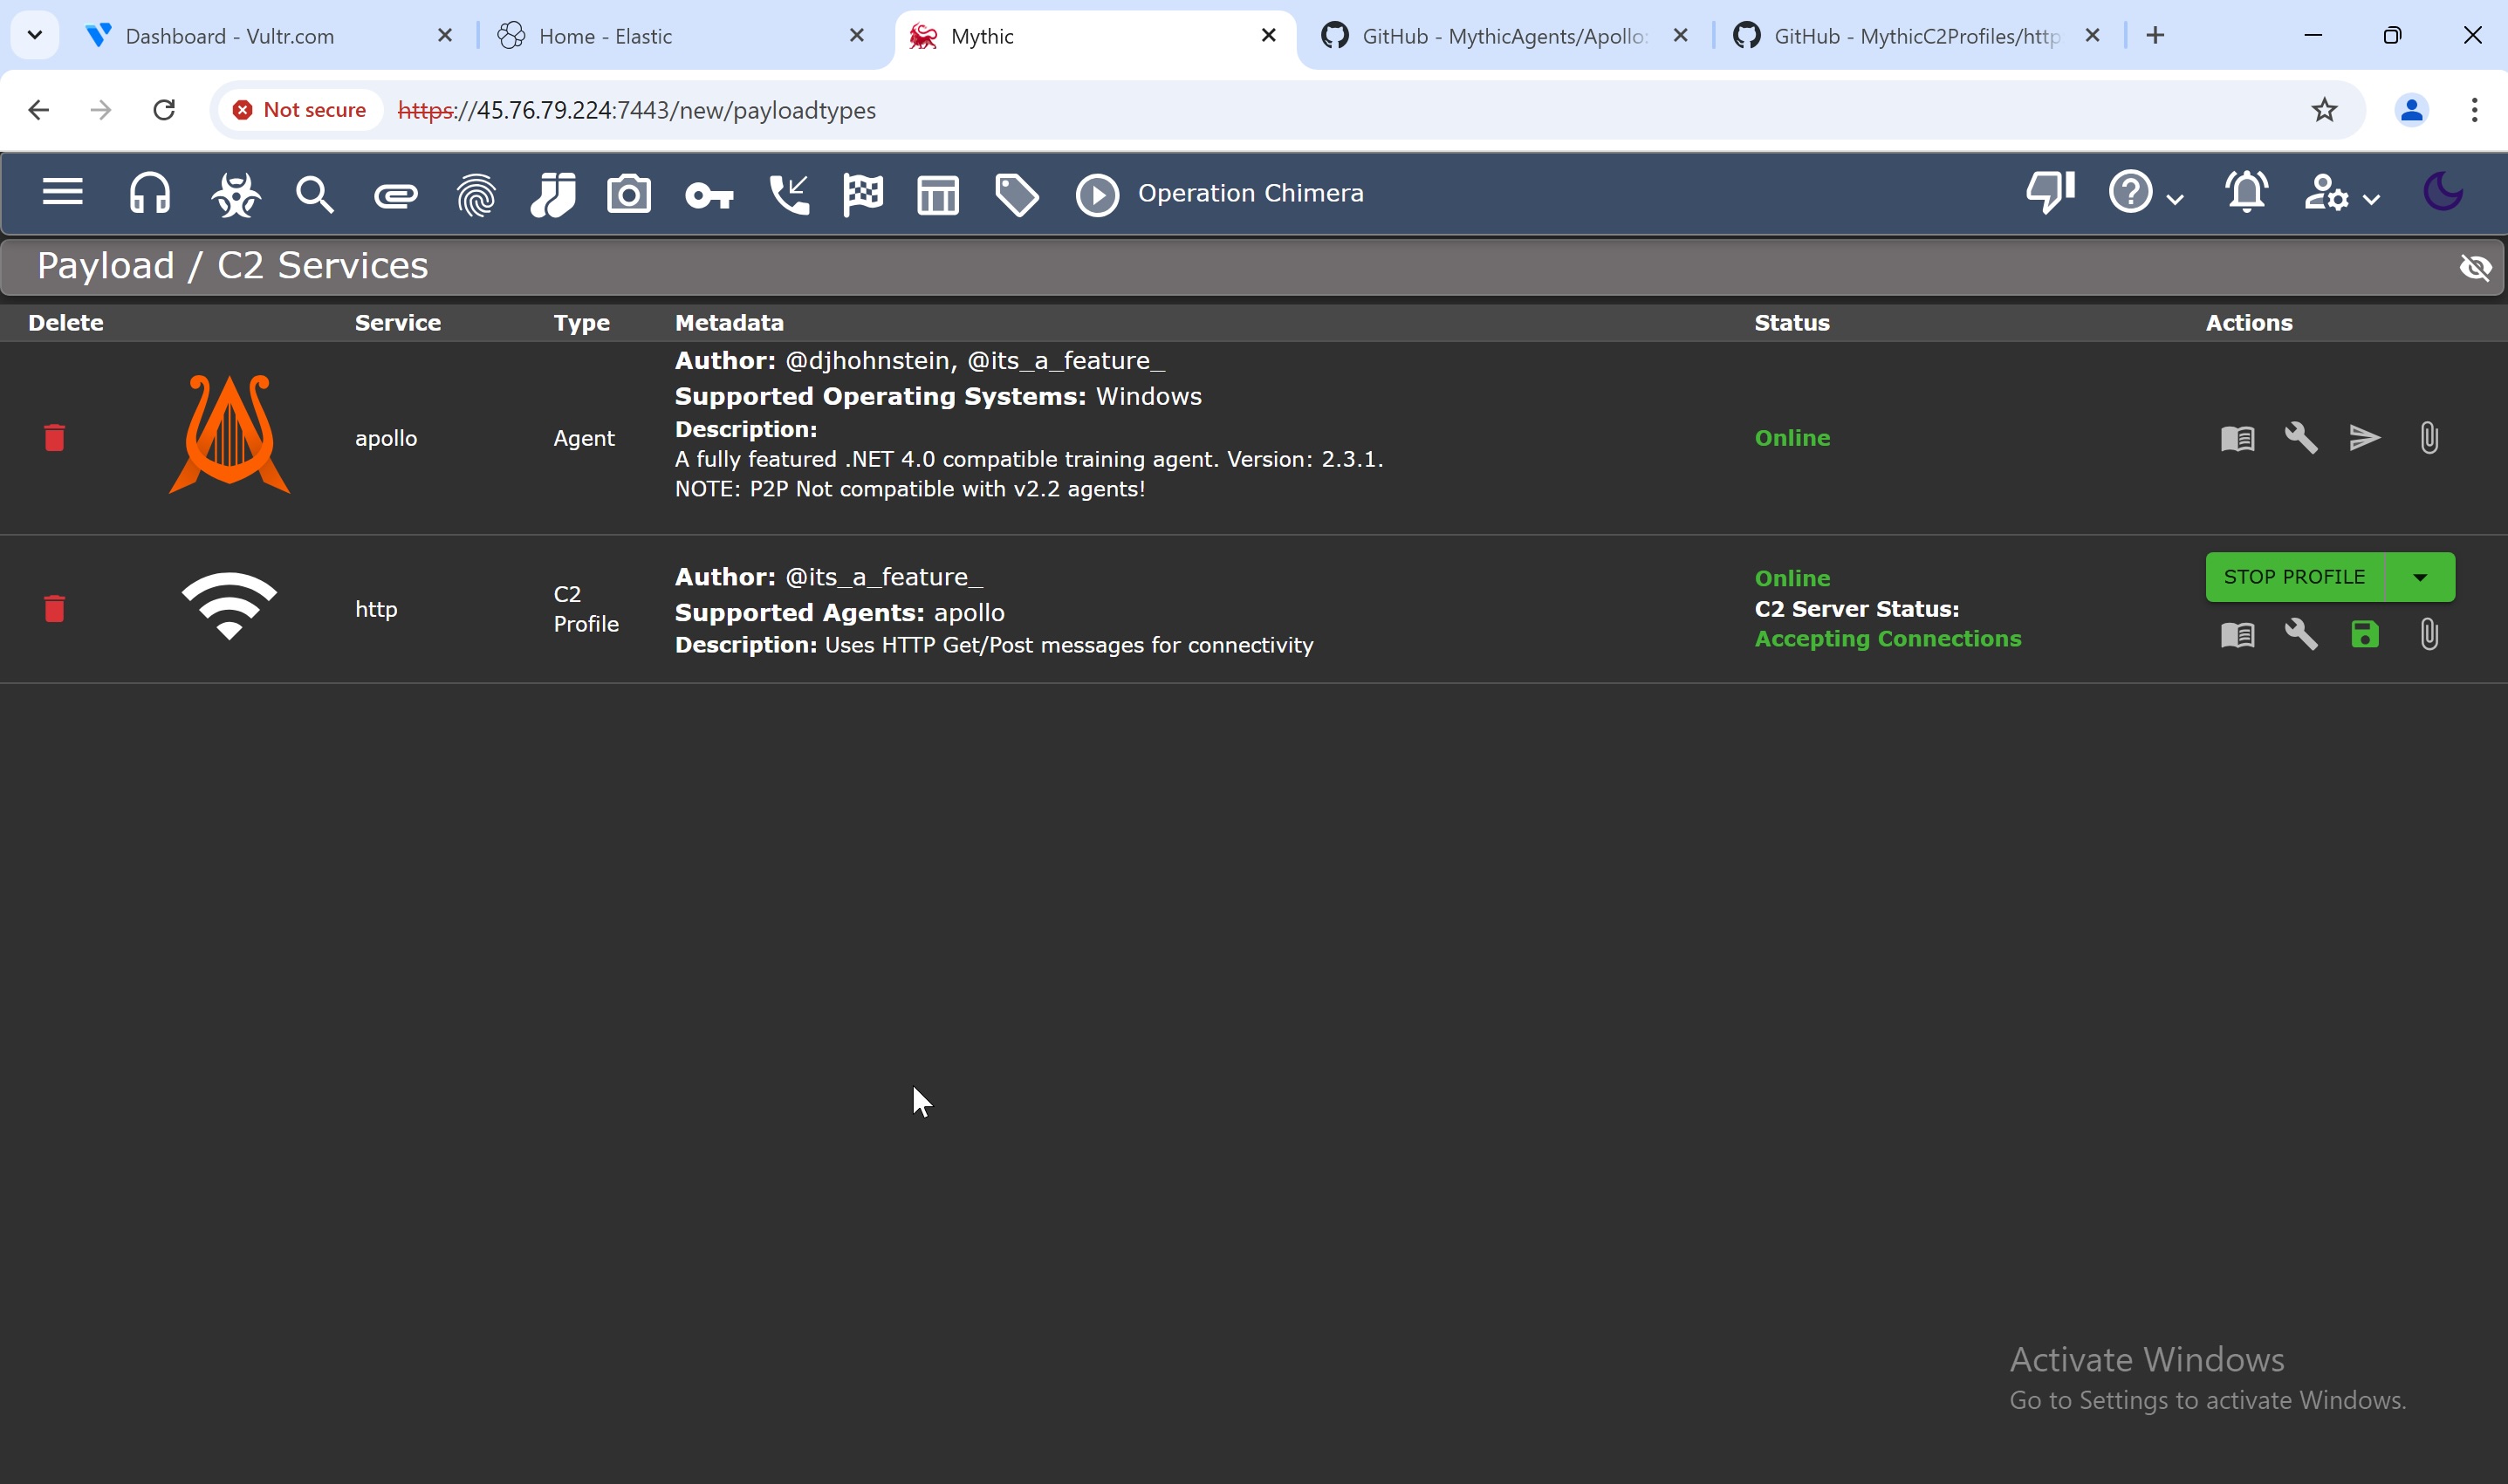 Dashboard - Vultr.com
Home - Elastic
Mythic
GitHub - MythicAgents/Apollo:
GitHub - MythicC2Profiles/http
Not secure
https://45.76.79.224:7443/new/payloadtypes
Operation Chimera
Payload / C2 Services
Delete Service Type Metadata Status Actions
Author: @djhohnstein, @its_a_feature_
Supported Operating Systems: Windows
Description:
A fully featured .NET 4.0 compatible training agent. Version: 2.3.1.
NOTE: P2P Not compatible with v2.2 agents!
apollo
Agent
Online
http
C2
Profile
Author: @its_a_feature_
Supported Agents: apollo
Description: Uses HTTP Get/Post messages for connectivity
Online
C2 Server Status:
Accepting Connections
STOP PROFILE
Activate Windows
Go to Settings to activate Windows.